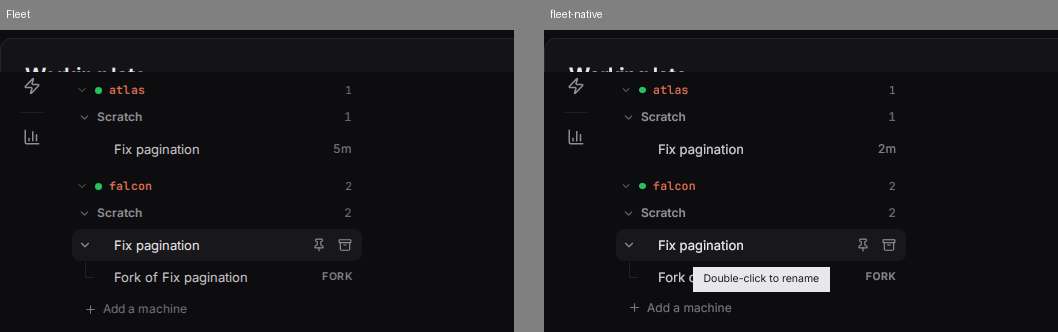 Fleet
fleet-native
atlas 1
Scratch 1
Fix pagination 5m
falcon 2
Scratch 2
Fix pagination
Fork of Fix pagination FORK
Add a machine
atlas 1
Scratch 1
Fix pagination 2m
falcon 2
Scratch 2
Fix pagination
Fork FORK
Double-click to rename
Add a machine